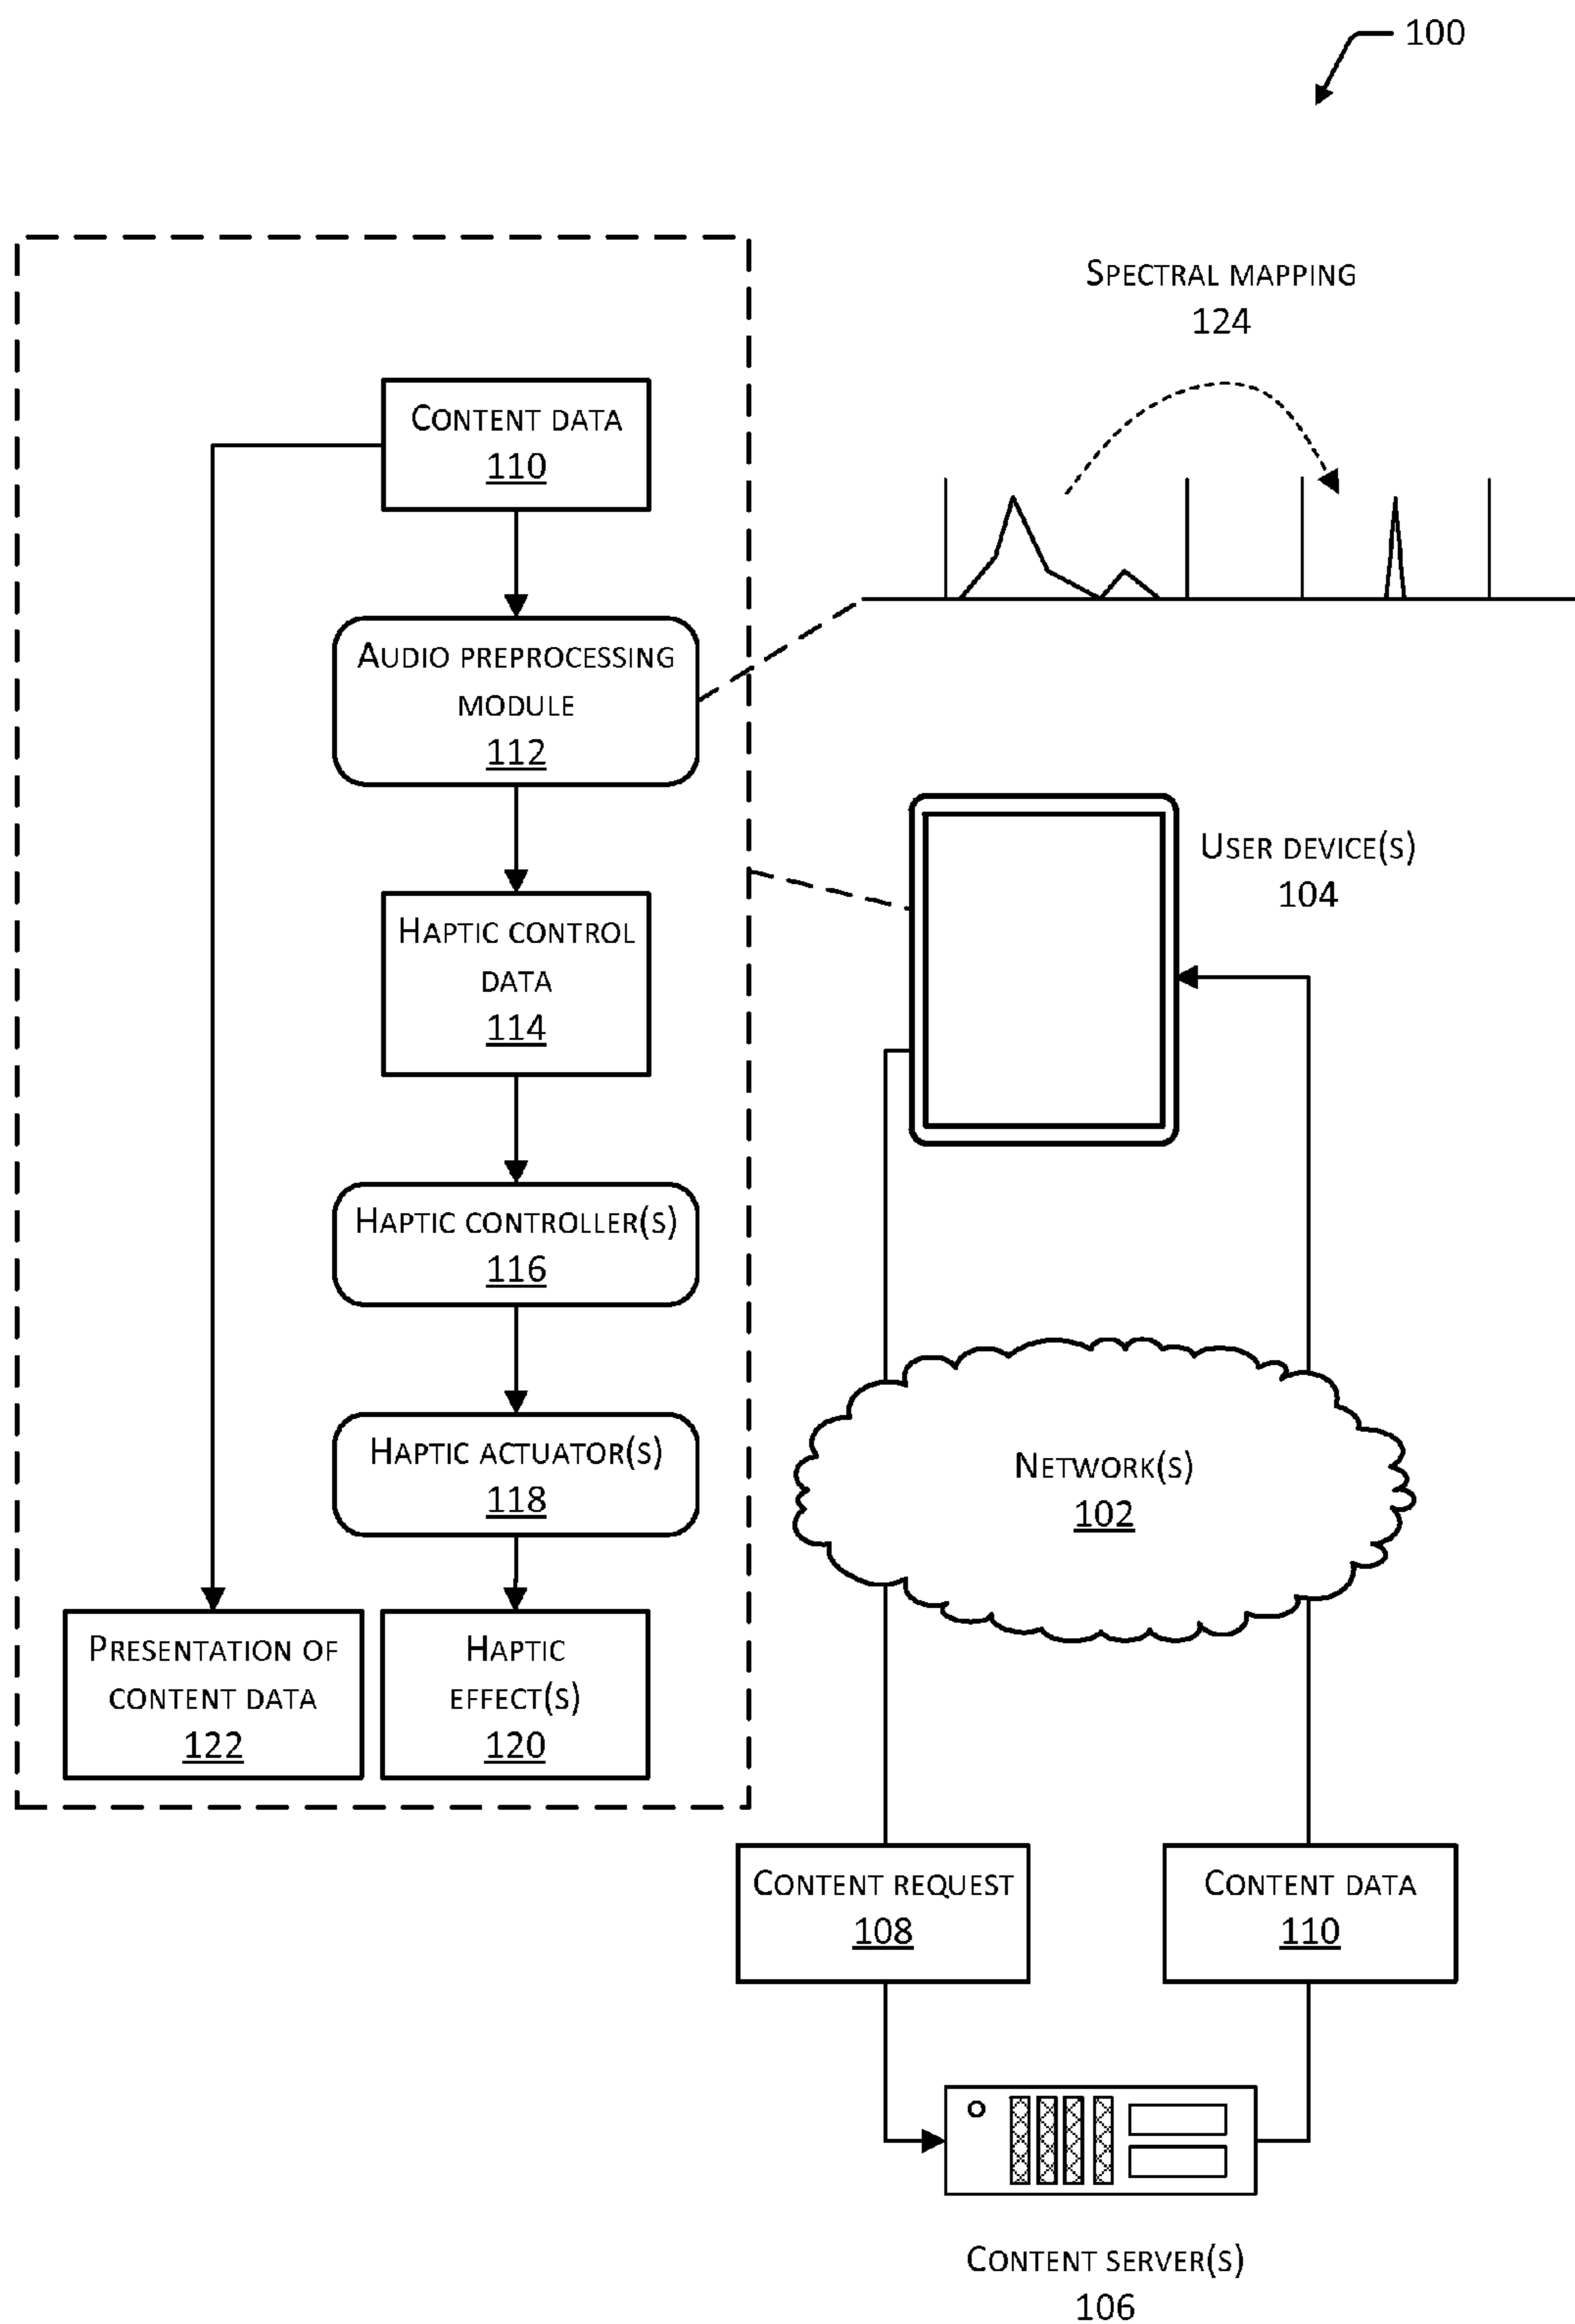 100
SPECTRAL MAPPING
124
CONTENT DATA
110
AUDIO PREPROCESSING
MODULE
112
HAPTIC CONTROL
DATA
114
HAPTIC CONTROLLER(S)
116
HAPTIC ACTUATOR(S)
118
PRESENTATION OF
CONTENT DATA
122
HAPTIC
EFFECT(S)
120
USER DEVICE(S)
104
NETWORK(S)
102
CONTENT REQUEST
108
CONTENT DATA
110
CONTENT SERVER(S)
106